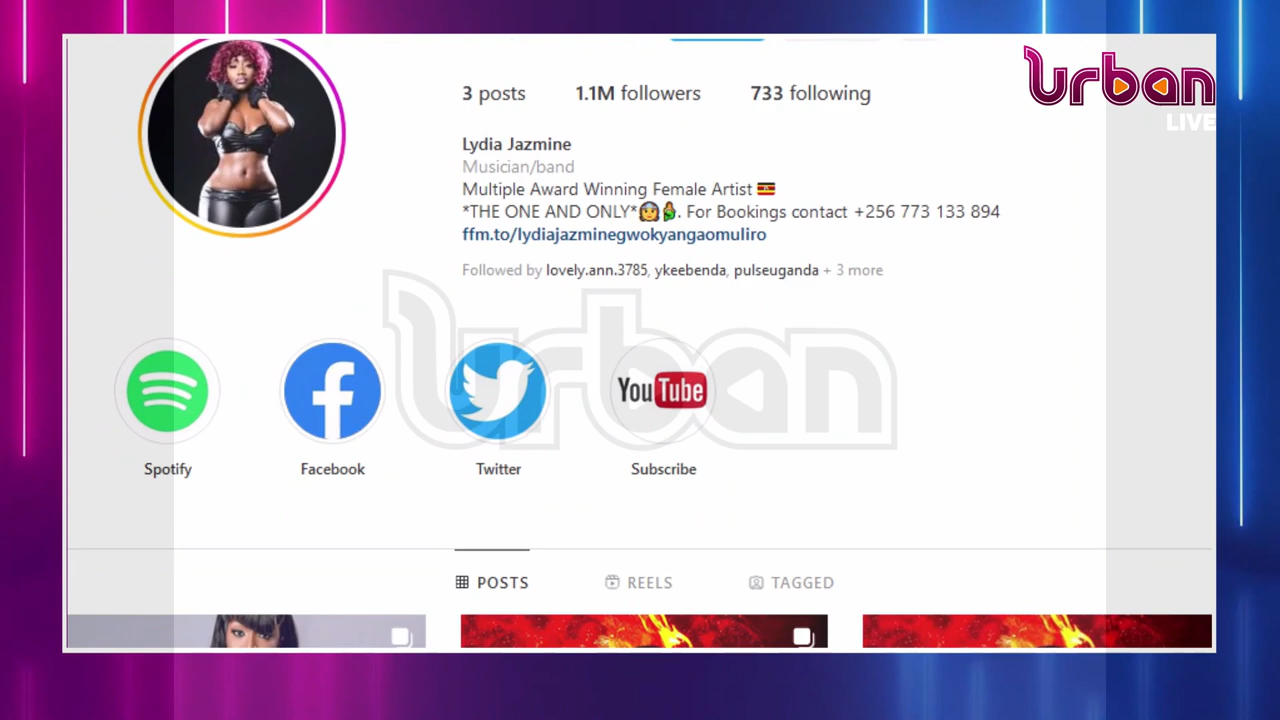 urban
LIVE
3 posts 1.1M followers 733 following
Lydia Jazmine
Musician/band
Multiple Award Winning Female Artist 🇺🇬
*THE ONE AND ONLY*👰🤰. For Bookings contact +256 773 133 894
ffm.to/lydiajazminegwokyangaomuliro
Followed by lovely.ann.3785, ykeebenda, pulseuganda + 3 more
urban
YouTube
Spotify Facebook Twitter Subscribe
POSTS REELS TAGGED